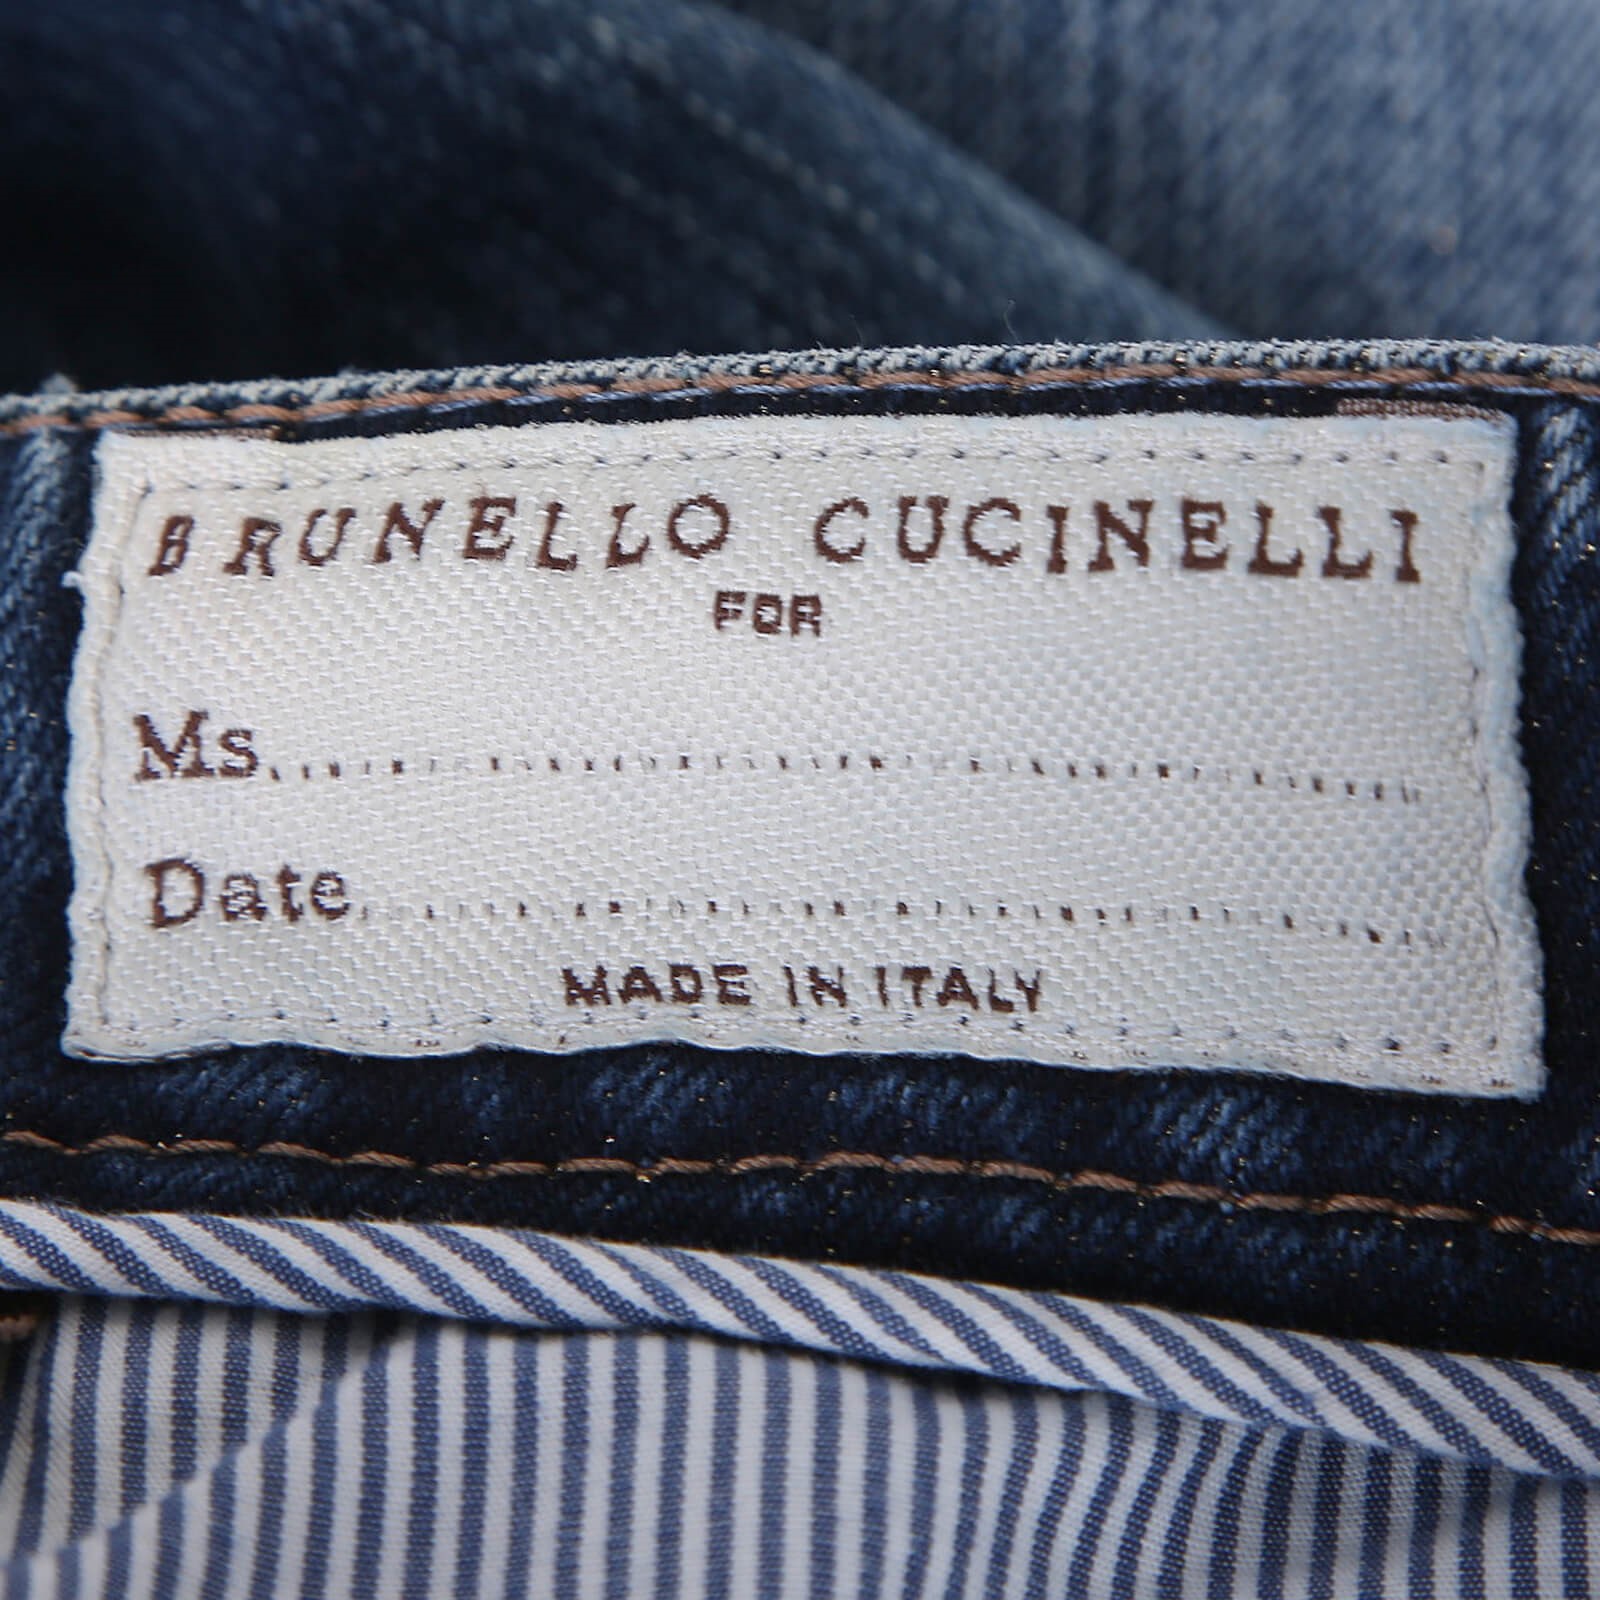 BRUNELLO CUCINELLI
FOR
Ms..............................
Date..............................
MADE IN ITALY